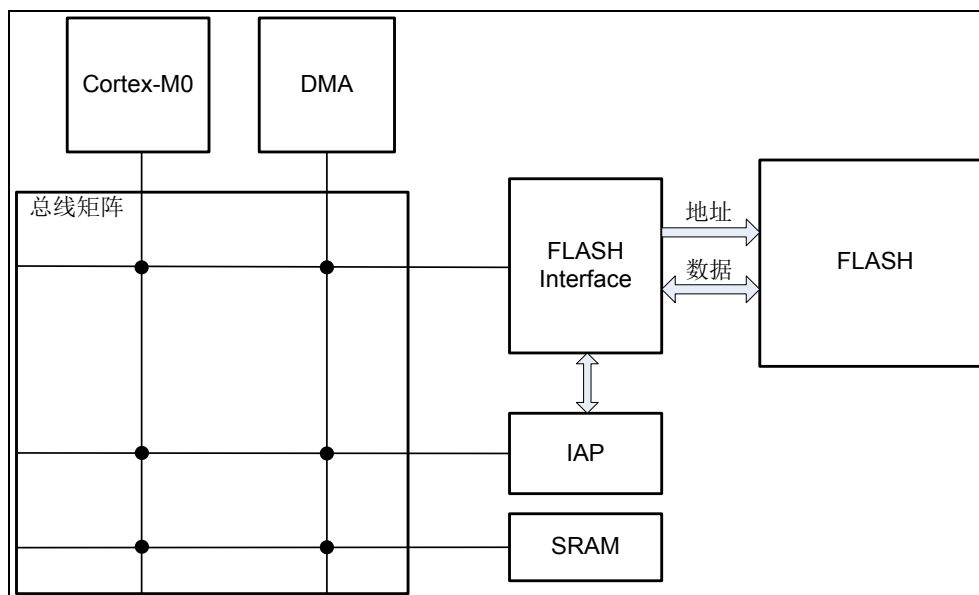 Cortex-M0
DMA
总线矩阵
FLASH
Interface
地址
数据
FLASH
IAP
SRAM